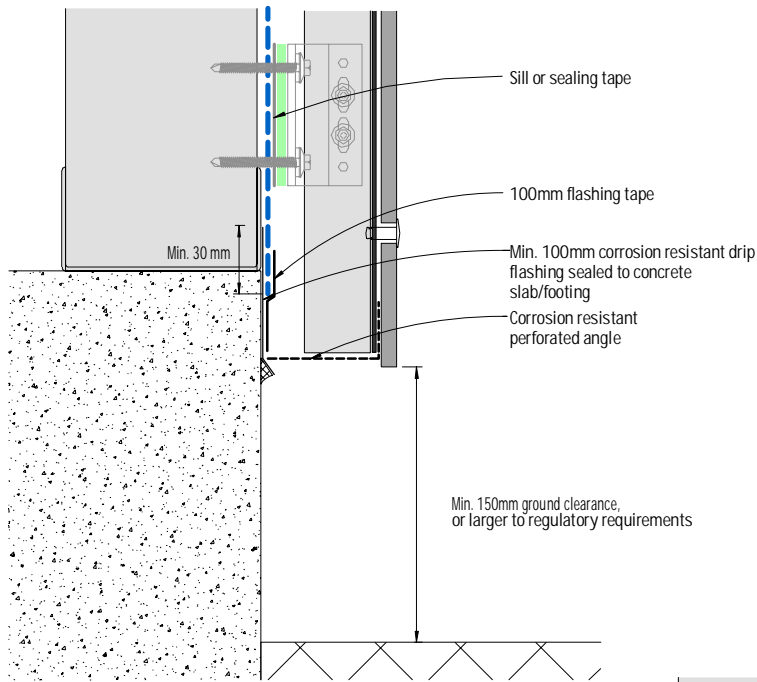 Sill or sealing tape
100mm flashing tape
Min. 30 mm
Min. 100mm corrosion resistant drip
flashing sealed to concrete
slab/footing
Corrosion resistant
perforated angle
Min. 150mm ground clearance,
or larger to regulatory requirements